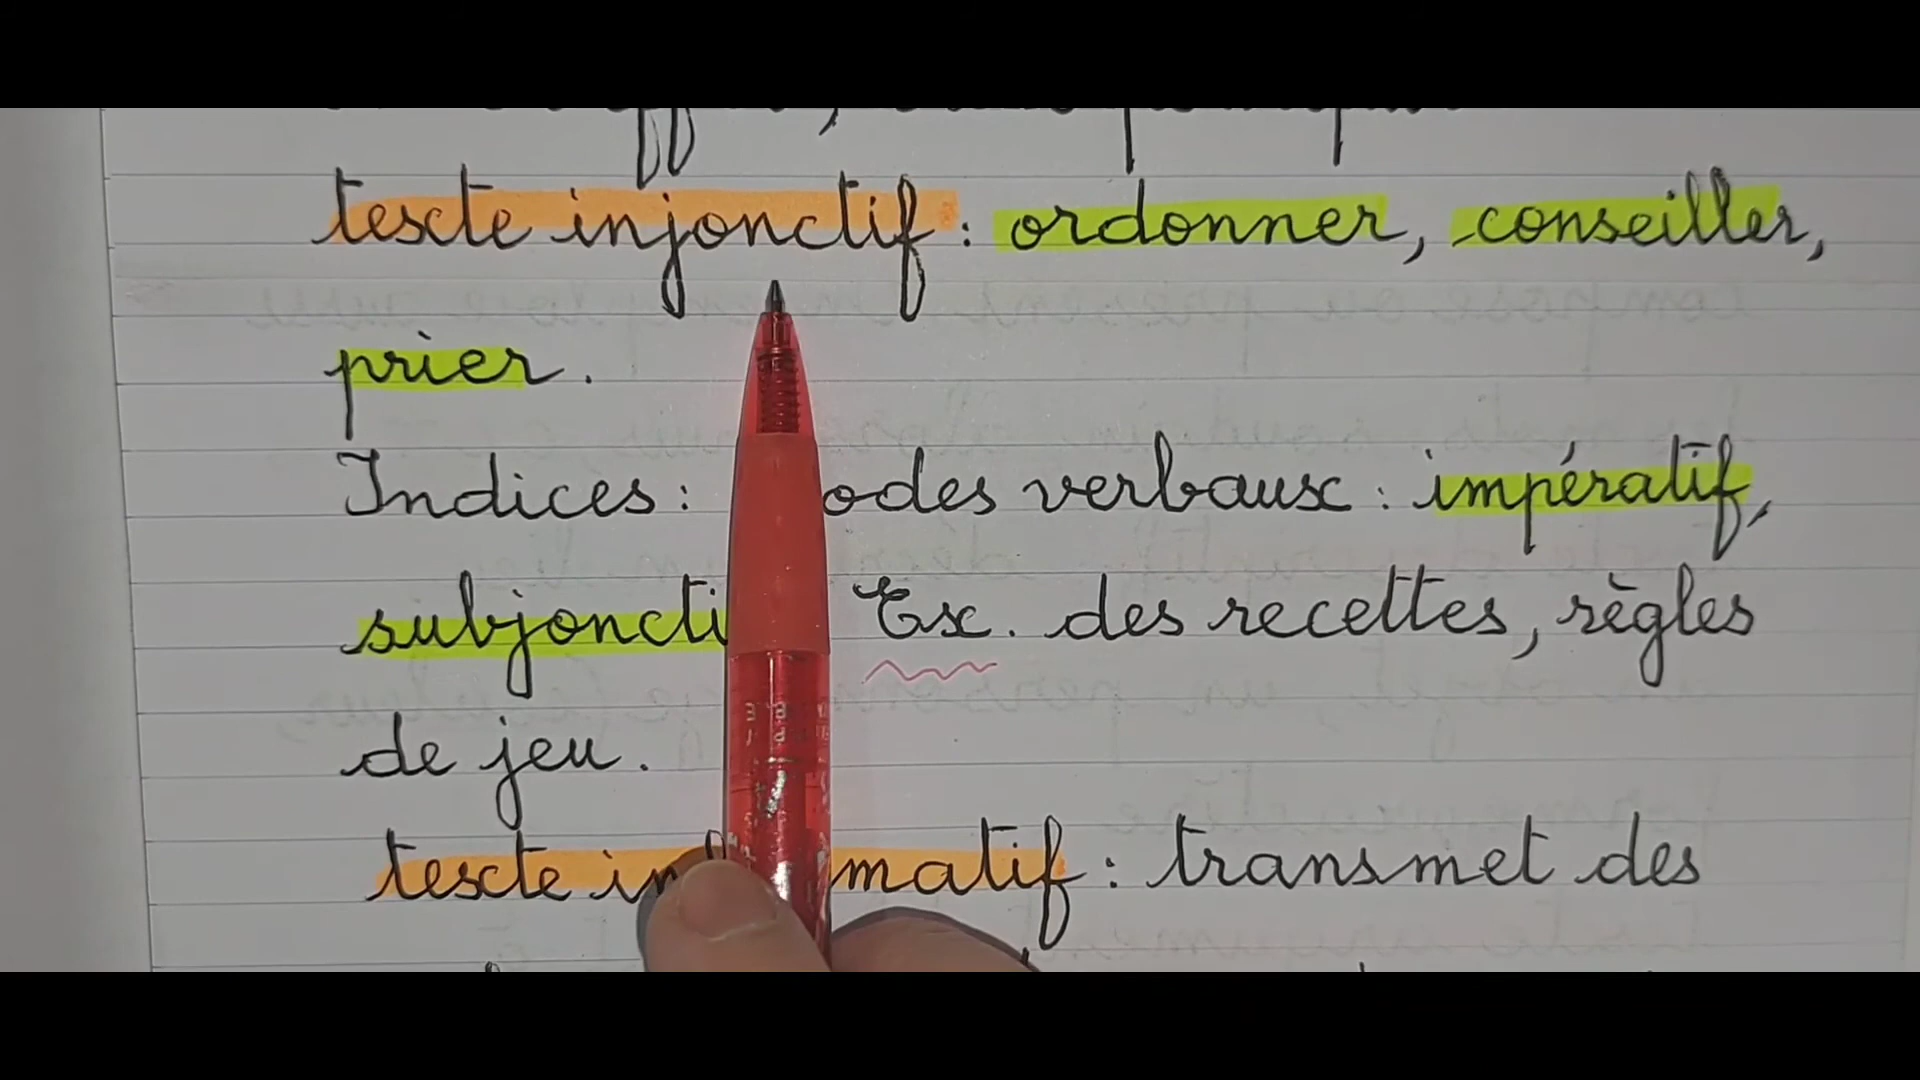 texte injonctif : ordonner, conseiller,
prier.
Indices : odes verbaux : impératif,
subjoncti Ex. des recettes, règles
de jeu.
texte in matif : transmet des